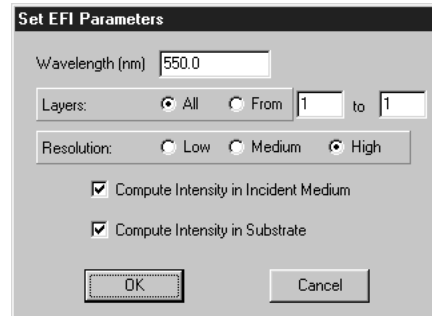 Set EFI Parameters
Wavelength (nm) 550.0
Layers: All From 1 to 1
Resolution: Low Medium High
Compute Intensity in Incident Medium
Compute Intensity in Substrate
OK Cancel